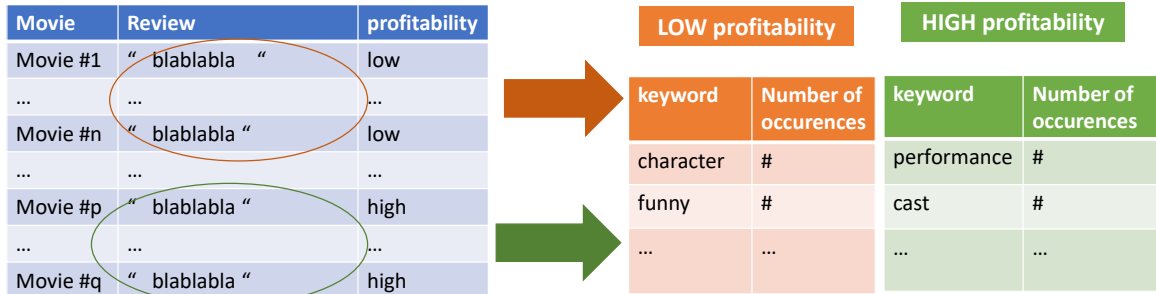 Movie Review profitability
Movie #1 “ blablabla “ low
... ... ...
Movie #n “ blablabla “ low
... ... ...
Movie #p “ blablabla “ high
... ... ...
Movie #q “ blablabla “ high
LOW profitability
keyword Number of
occurences
character #
funny #
... ...
HIGH profitability
keyword Number of
occurences
performance #
cast #
... ...